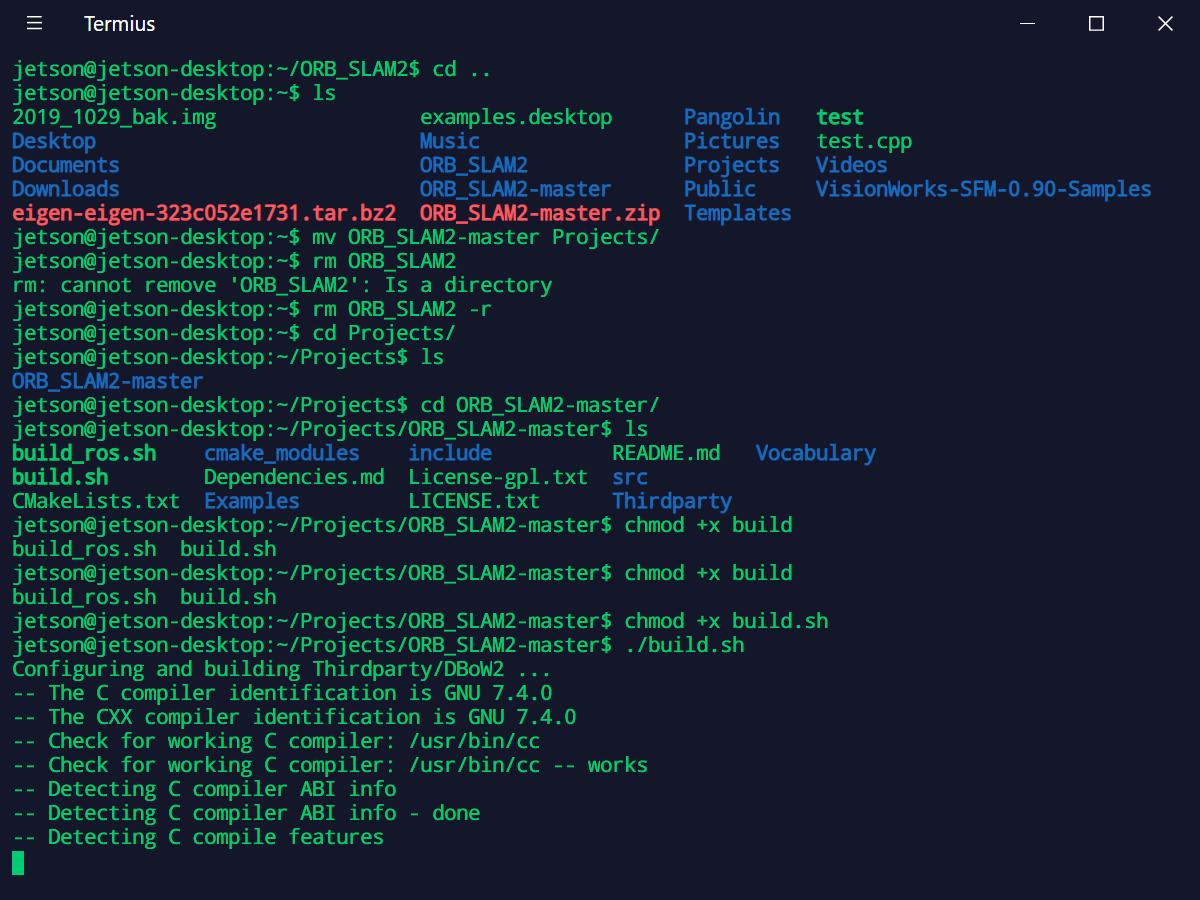 Termius
jetson@jetson-desktop:~/ORB_SLAM2$ cd ..
jetson@jetson-desktop:~$ ls
2019_1029_bak.img                 examples.desktop      Pangolin   test
Desktop                           Music                 Pictures   test.cpp
Documents                         ORB_SLAM2             Projects   Videos
Downloads                         ORB_SLAM2-master      Public     VisionWorks-SFM-0.90-Samples
eigen-eigen-323c052e1731.tar.bz2  ORB_SLAM2-master.zip  Templates
jetson@jetson-desktop:~$ mv ORB_SLAM2-master Projects/
jetson@jetson-desktop:~$ rm ORB_SLAM2
rm: cannot remove 'ORB_SLAM2': Is a directory
jetson@jetson-desktop:~$ rm ORB_SLAM2 -r
jetson@jetson-desktop:~$ cd Projects/
jetson@jetson-desktop:~/Projects$ ls
ORB_SLAM2-master
jetson@jetson-desktop:~/Projects$ cd ORB_SLAM2-master/
jetson@jetson-desktop:~/Projects/ORB_SLAM2-master$ ls
build_ros.sh    cmake_modules    include          README.md   Vocabulary
build.sh        Dependencies.md  License-gpl.txt  src
CMakeLists.txt  Examples         LICENSE.txt      Thirdparty
jetson@jetson-desktop:~/Projects/ORB_SLAM2-master$ chmod +x build
build_ros.sh  build.sh
jetson@jetson-desktop:~/Projects/ORB_SLAM2-master$ chmod +x build
build_ros.sh  build.sh
jetson@jetson-desktop:~/Projects/ORB_SLAM2-master$ chmod +x build.sh
jetson@jetson-desktop:~/Projects/ORB_SLAM2-master$ ./build.sh
Configuring and building Thirdparty/DBoW2 ...
-- The C compiler identification is GNU 7.4.0
-- The CXX compiler identification is GNU 7.4.0
-- Check for working C compiler: /usr/bin/cc
-- Check for working C compiler: /usr/bin/cc -- works
-- Detecting C compiler ABI info
-- Detecting C compiler ABI info - done
-- Detecting C compile features